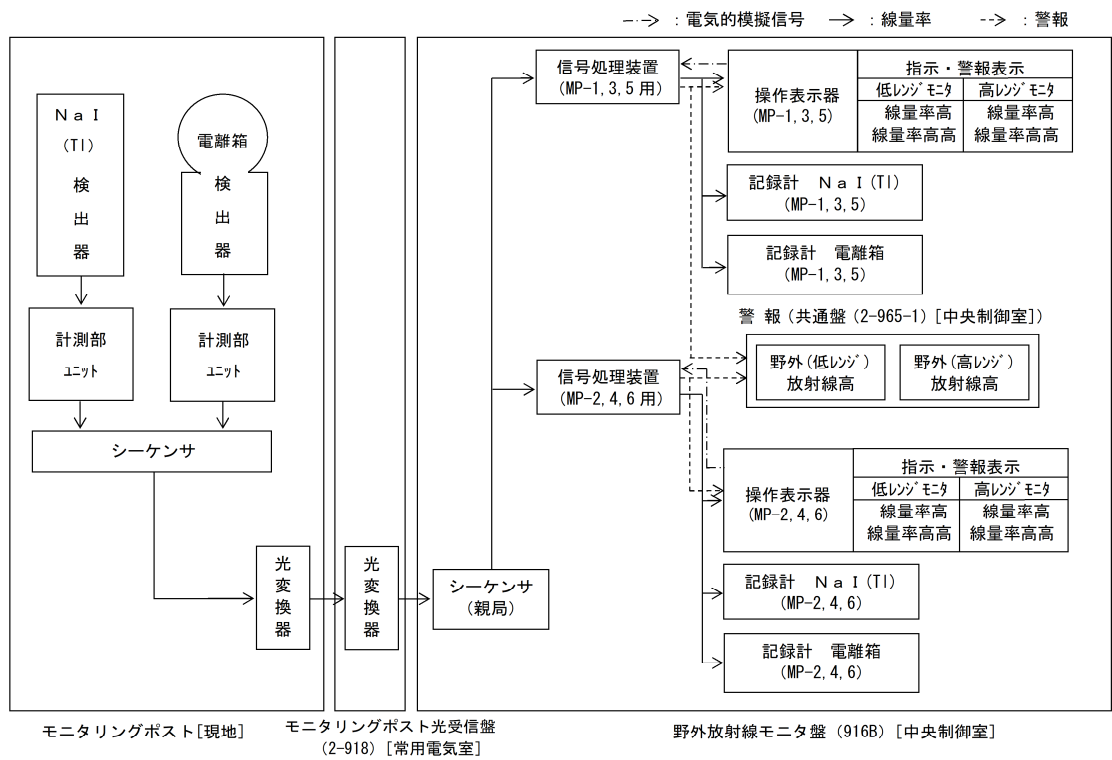 ：電気的模擬信号
：線量率
：警報
ＮａＩ
(Tl)
検
出
器
電離箱
検
出
器
計測部
ﾕﾆｯﾄ
計測部
ﾕﾆｯﾄ
シーケンサ
光
変
換
器
モニタリングポスト[現地]
光
変
換
器
モニタリングポスト光受信盤
(2-918) [常用電気室]
シーケンサ
(親局)
信号処理装置
(MP-1,3,5 用)
操作表示器
(MP-1,3,5)
指示・警報表示
低ﾚﾝｼﾞﾓﾆﾀ 高ﾚﾝｼﾞﾓﾆﾀ
線量率高 線量率高
線量率高高 線量率高高
記録計 ＮａＩ(Tl)
(MP-1,3,5)
記録計 電離箱
(MP-1,3,5)
警 報 (共通盤 (2-965-1) [中央制御室])
野外(低ﾚﾝｼﾞ)
放射線高
野外(高ﾚﾝｼﾞ)
放射線高
信号処理装置
(MP-2,4,6 用)
操作表示器
(MP-2,4,6)
指示・警報表示
低ﾚﾝｼﾞﾓﾆﾀ 高ﾚﾝｼﾞﾓﾆﾀ
線量率高 線量率高
線量率高高 線量率高高
記録計 ＮａＩ(Tl)
(MP-2,4,6)
記録計 電離箱
(MP-2,4,6)
野外放射線モニタ盤 (916B) [中央制御室]